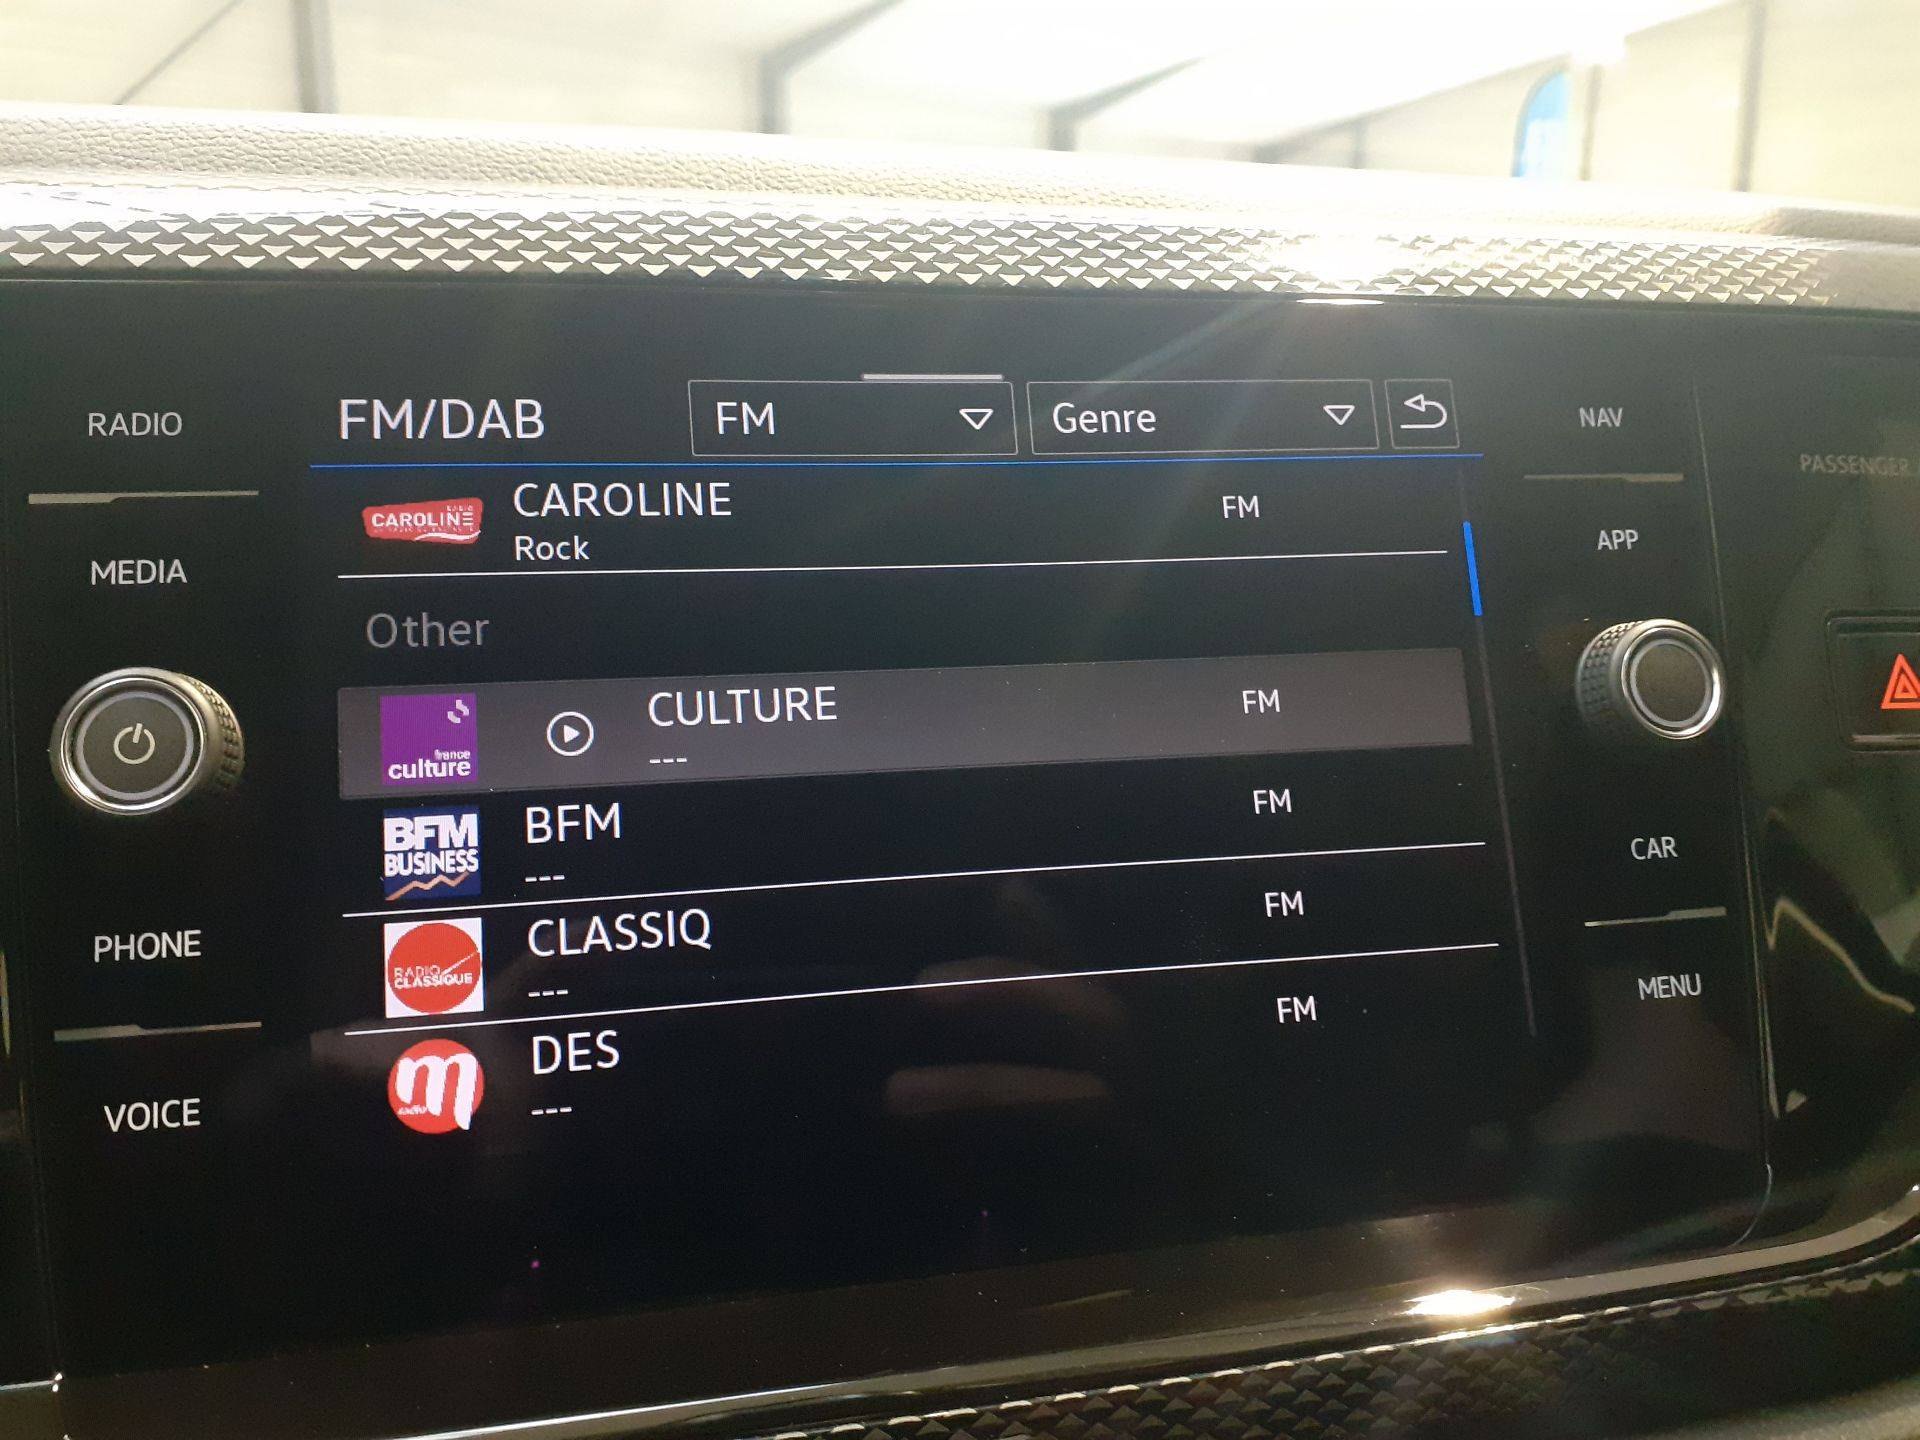 RADIO
MEDIA
PHONE
VOICE
FM/DAB
FM
Genre
CAROLINE
CAROLINE
Rock
FM
Other
france
culture
CULTURE
---
FM
BFM
BUSINESS
BFM
---
FM
RADIO
CLASSIQUE
CLASSIQ
---
FM
m
radio
DES
---
FM
NAV
APP
CAR
MENU
PASSENGER